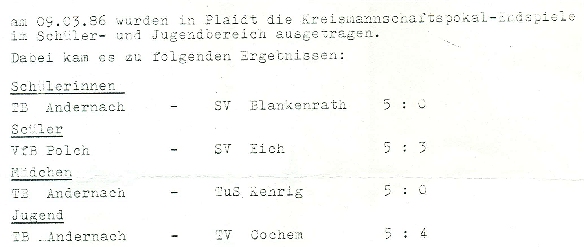 am 09.03.86 wurden in Plaidt die Kreismannschaftspokal-Endspiele
im Schüler- und Jugendbereich ausgetragen.
Dabei kam es zu folgenden Ergebnissen:
Schülerinnen
TB Andernach - SV Blankenrath 5 : 0
Schüler
VfB Polch - SV Eich 5 : 3
Mädchen
TB Andernach - TuS Kehrig 5 : 0
Jugend
TB Andernach - TV Cochem 5 : 4